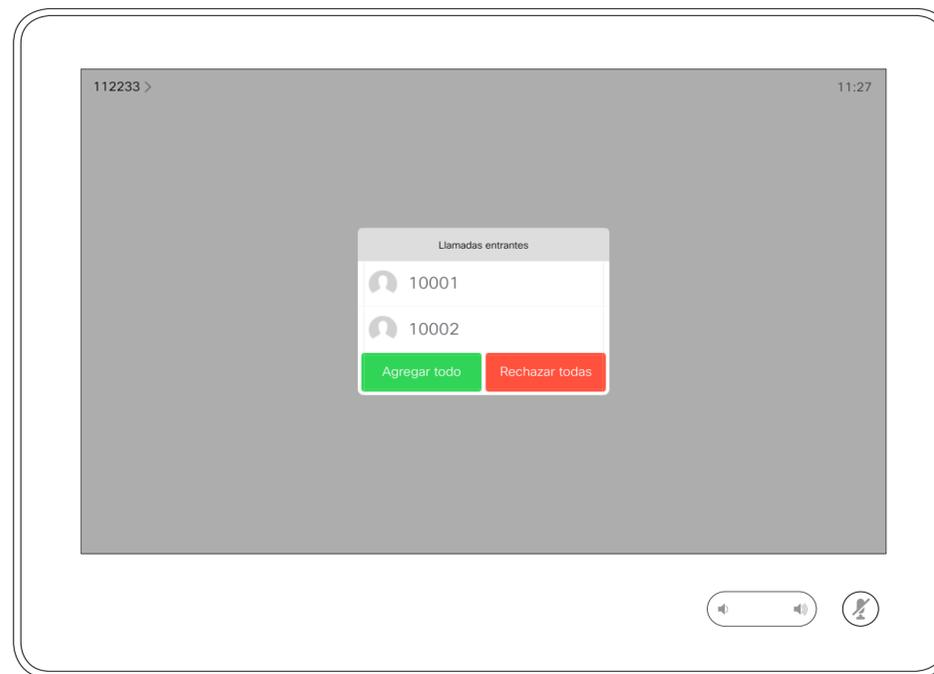 112233 >
11:27
Llamadas entrantes
10001
10002
Agregar todo
Rechazar todas